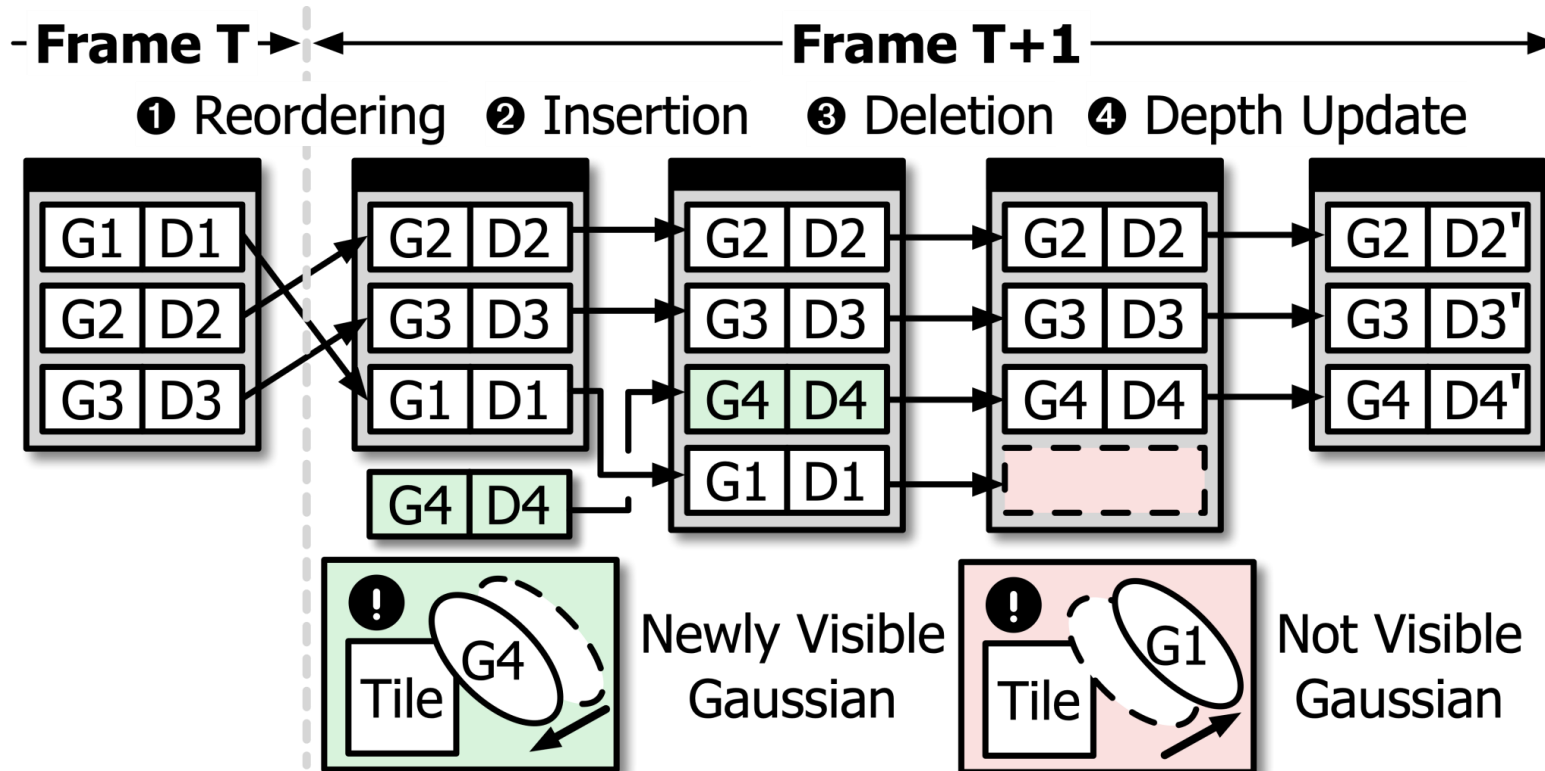 Frame T
Frame T+1
❶ Reordering ❷ Insertion ❸ Deletion ❹ Depth Update
G1 D1
G2 D2
G3 D3
G2 D2
G3 D3
G1 D1
G4 D4
G2 D2
G3 D3
G4 D4
G1 D1
G2 D2
G3 D3
G4 D4
G2 D2'
G3 D3'
G4 D4'
!
G4
Tile
Newly Visible
Gaussian
!
G1
Tile
Not Visible
Gaussian